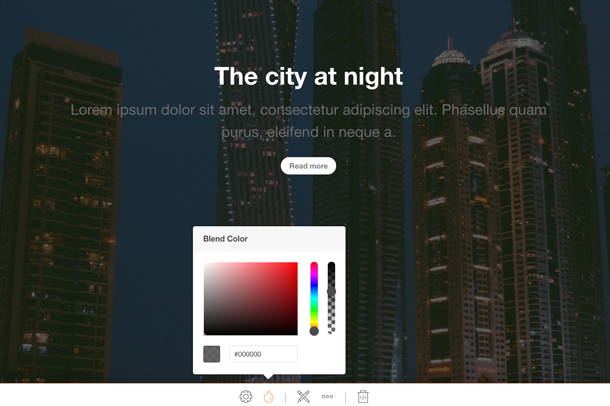 The city at night
Lorem ipsum dolor sit amet, consectetur adipiscing elit. Phasellus quam
purus, eleifend in neque a.
Read more
Blend Color
#000000